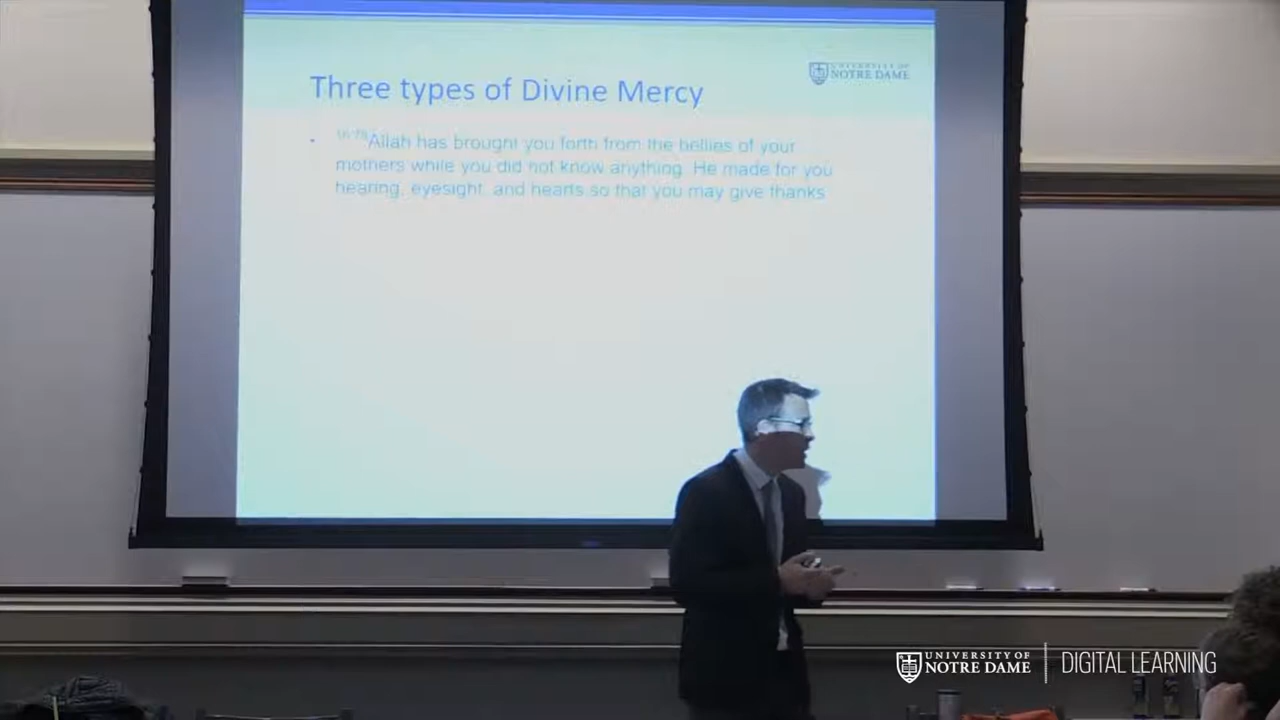 Three types of Divine Mercy
UNIVERSITY OF
NOTRE DAME
• Allah has brought you forth from the bellies of your
mothers while you did not know anything. He made for you
hearing, eyesight, and hearts so that you may give thanks
UNIVERSITY OF
NOTRE DAME
DIGITAL LEARNING